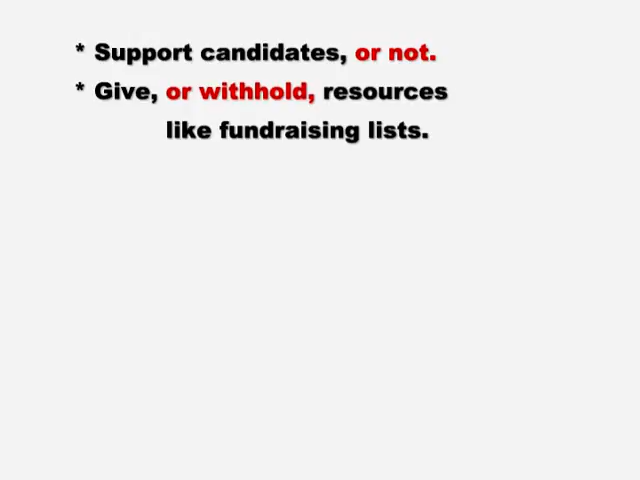 * Support candidates, or not.
* Give, or withhold, resources
like fundraising lists.